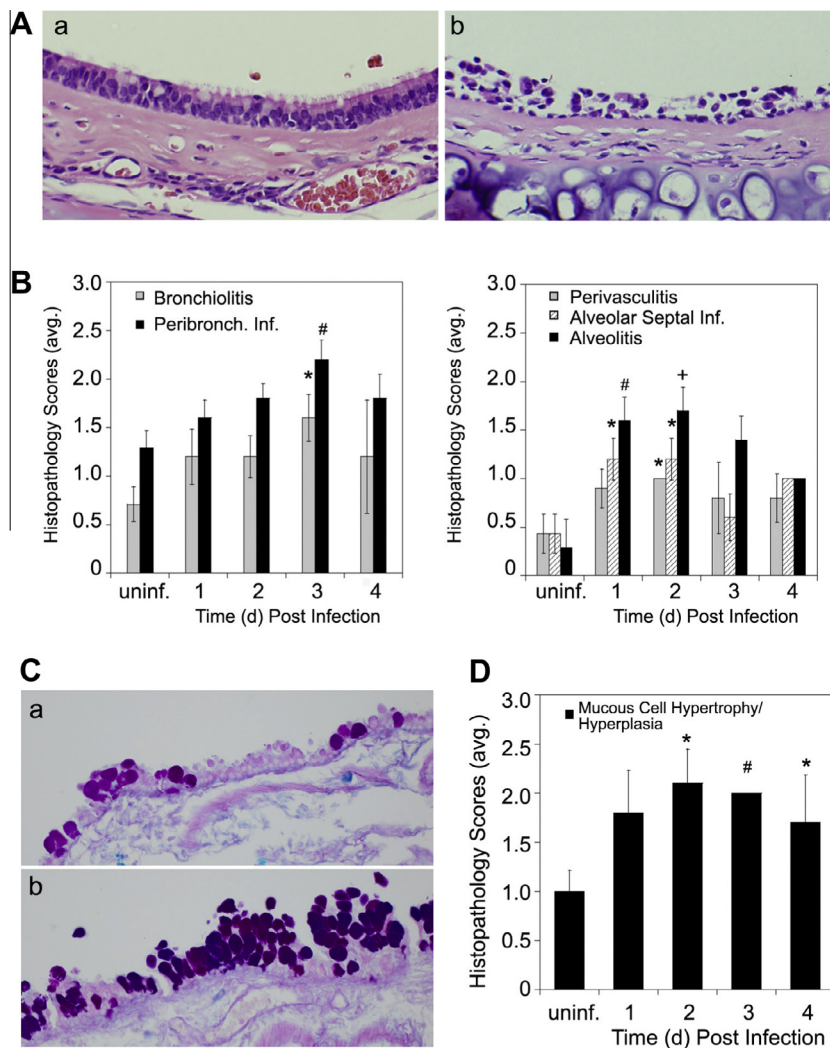 A
a
b
B
3.0
2.5
2.0
1.5
1.0
0.5
0
Histopathology Scores (avg.)
Bronchiolitis
Peribronch. Inf.
*
#
uninf.
1
2
3
4
Time (d) Post Infection
3.0
2.5
2.0
1.5
1.0
0.5
0
Histopathology Scores (avg.)
Perivasculitis
Alveolar Septal Inf.
Alveolitis
*
#
*
*
+
uninf.
1
2
3
4
Time (d) Post Infection
C
a
b
D
3.0
2.5
2.0
1.5
1.0
0.5
0
Histopathology Scores (avg.)
Mucous Cell Hypertrophy/
Hyperplasia
*
#
*
uninf.
1
2
3
4
Time (d) Post Infection